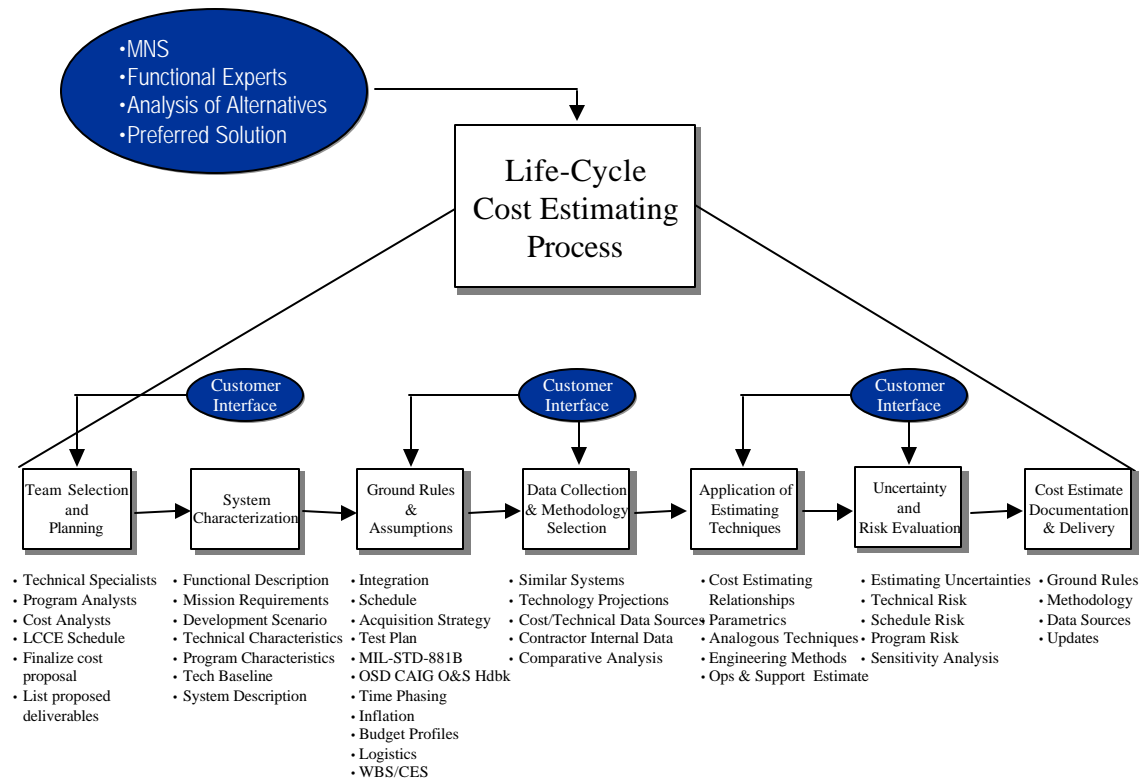 •MNS
•Functional Experts
•Analysis of Alternatives
•Preferred Solution
Life-Cycle
Cost Estimating
Process
Customer
Interface
Customer
Interface
Customer
Interface
Team Selection
and
Planning
System
Characterization
Ground Rules
&
Assumptions
Data Collection
& Methodology
Selection
Application of
Estimating
Techniques
Uncertainty
and
Risk Evaluation
Cost Estimate
Documentation
& Delivery
• Technical Specialists
• Program Analysts
• Cost Analysts
• LCCE Schedule
• Finalize cost
proposal
• List proposed
deliverables
• Functional Description
• Mission Requirements
• Development Scenario
• Technical Characteristics
• Program Characteristics
• Tech Baseline
• System Description
• Integration
• Schedule
• Acquisition Strategy
• Test Plan
• MIL-STD-881B
• OSD CAIG O&S Hdbk
• Time Phasing
• Inflation
• Budget Profiles
• Logistics
• WBS/CES
• Similar Systems
• Technology Projections
• Cost/Technical Data Sources
• Contractor Internal Data
• Comparative Analysis
• Cost Estimating
Relationships
• Parametrics
• Analogous Techniques
• Engineering Methods
• Ops & Support Estimate
• Estimating Uncertainties
• Technical Risk
• Schedule Risk
• Program Risk
• Sensitivity Analysis
• Ground Rules
• Methodology
• Data Sources
• Updates